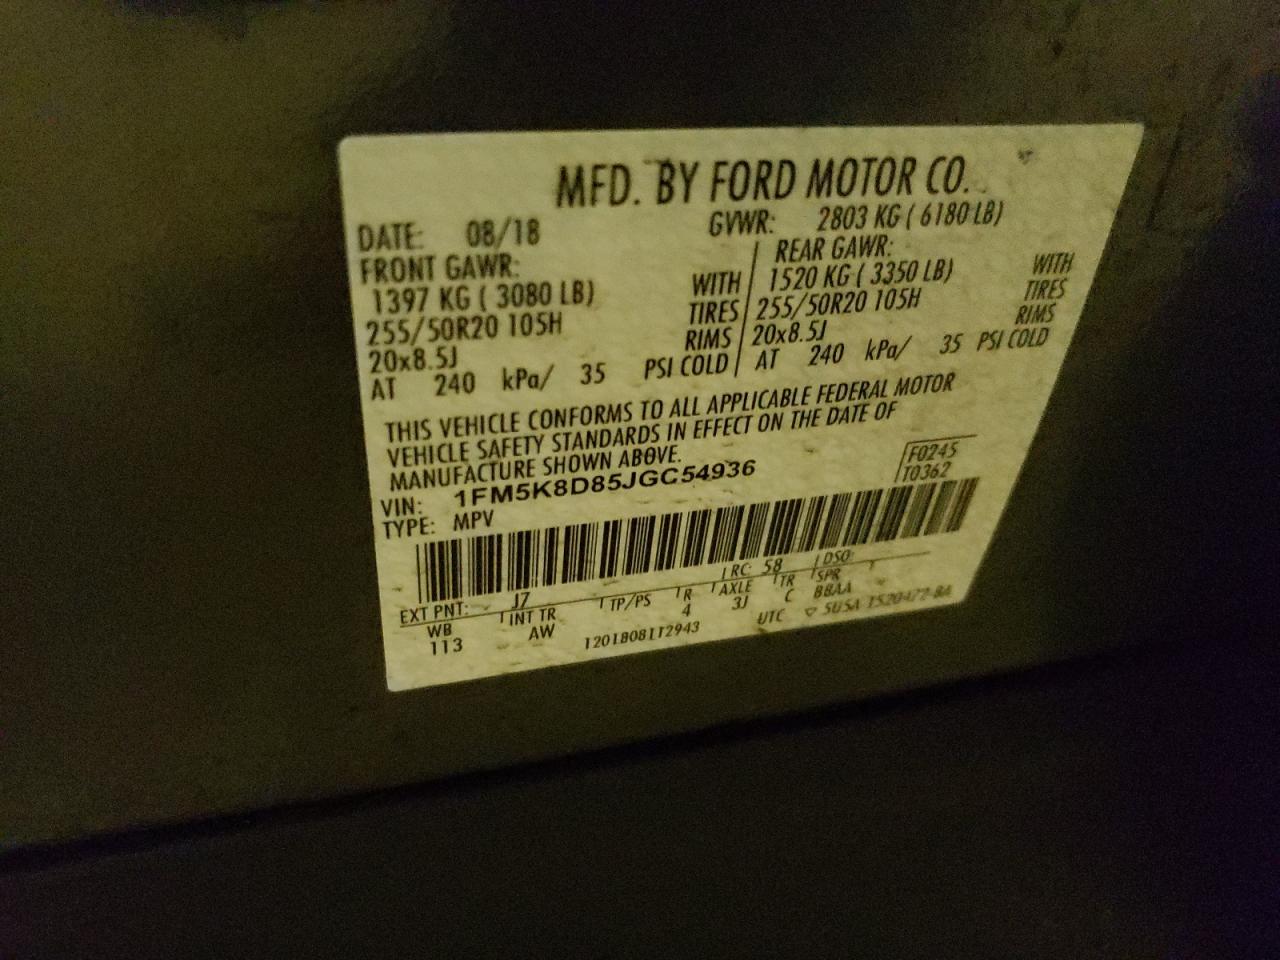 MFD. BY FORD MOTOR CO.
DATE: 08/18 GVWR: 2803 KG ( 6180 LB)
FRONT GAWR: REAR GAWR:
1397 KG ( 3080 LB) WITH 1520 KG ( 3350 LB) WITH
255/50R20 105H TIRES 255/50R20 105H TIRES
20x8.5J RIMS 20x8.5J RIMS
AT 240 kPa/ 35 PSI COLD AT 240 kPa/ 35 PSI COLD
THIS VEHICLE CONFORMS TO ALL APPLICABLE FEDERAL MOTOR
VEHICLE SAFETY STANDARDS IN EFFECT ON THE DATE OF
MANUFACTURE SHOWN ABOVE.
VIN: 1FM5K8D85JGC54936 F0245
TYPE: MPV T0362
EXT PNT: J7 RC: 58 DSO:
WB INT TR TP/PS R AXLE TR SPR
113 AW 4 3J C BBAA
1201808112943 UTC